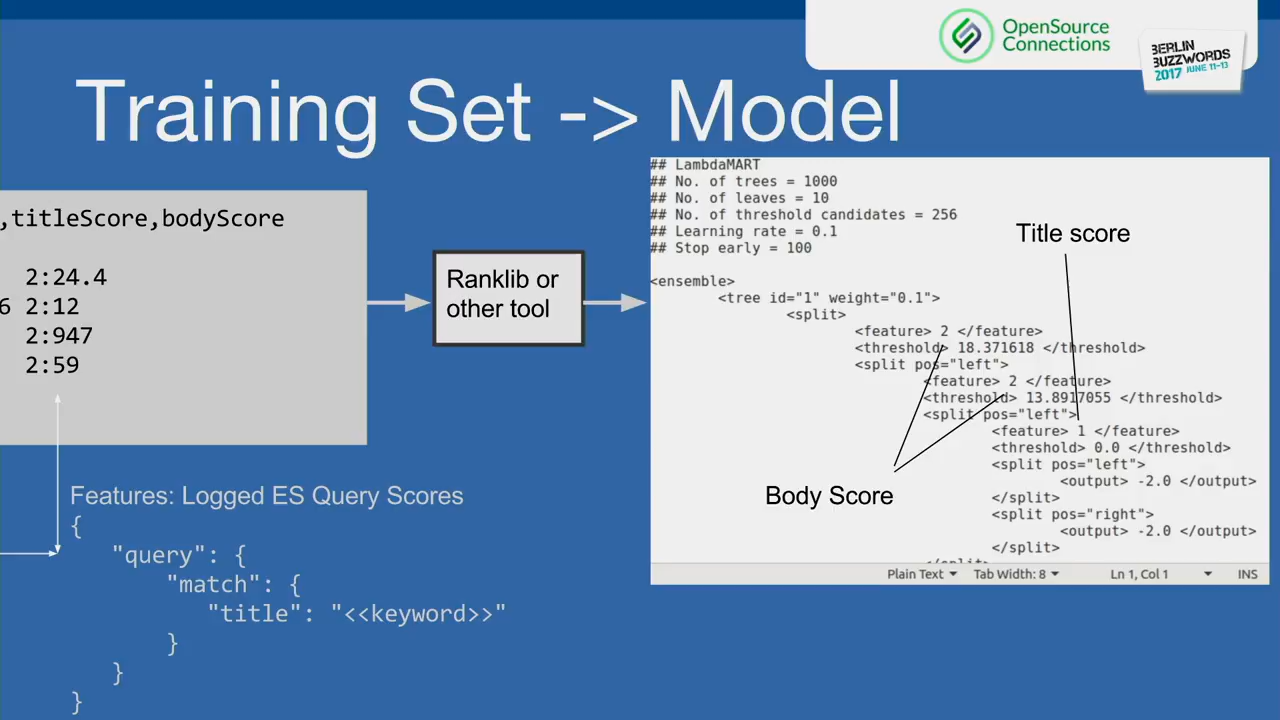 OpenSource
Connections
BERLIN
BUZZWORDS
2017 JUNE 11-13
Training Set -> Model
,titleScore,bodyScore
2:24.4
6 2:12
2:947
2:59
Ranklib or
other tool
## LambdaMART
## No. of trees = 1000
## No. of leaves = 10
## No. of threshold candidates = 256
## Learning rate = 0.1
## Stop early = 100
<ensemble>
<tree id="1" weight="0.1">
<split>
<feature> 2 </feature>
<threshold> 18.371618 </threshold>
<split pos="left">
<feature> 2 </feature>
<threshold> 13.8917055 </threshold>
<split pos="left">
<feature> 1 </feature>
<threshold> 0.0 </threshold>
<split pos="left">
<output> -2.0 </output>
</split>
<split pos="right">
<output> -2.0 </output>
</split>
</split>
Plain Text Tab Width: 8 Ln 1, Col 1 INS
Title score
Body Score
Features: Logged ES Query Scores
{
"query": {
"match": {
"title": "<<keyword>>"
}
}
}